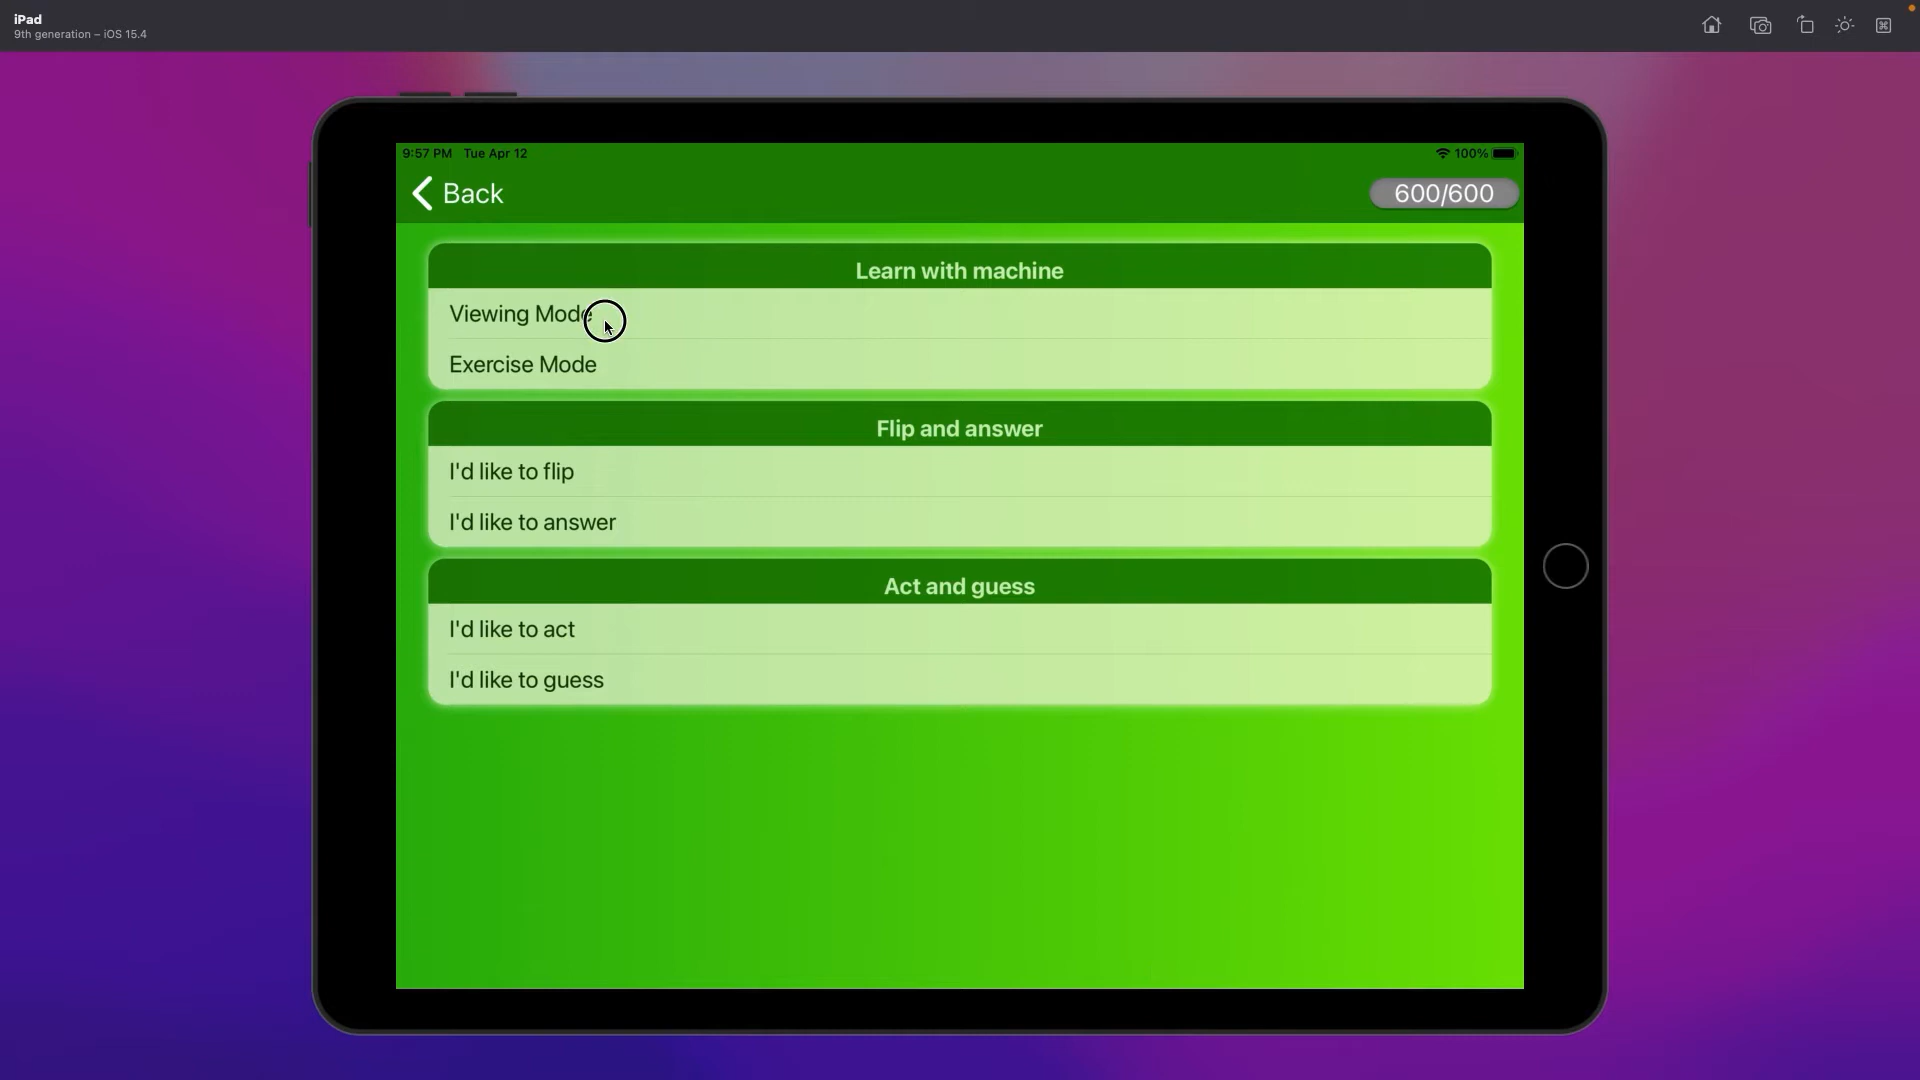 iPad
9th generation – iOS 15.4
9:57 PM Tue Apr 12
100%
Back
600/600
Learn with machine
Viewing Mode
Exercise Mode
Flip and answer
I'd like to flip
I'd like to answer
Act and guess
I'd like to act
I'd like to guess